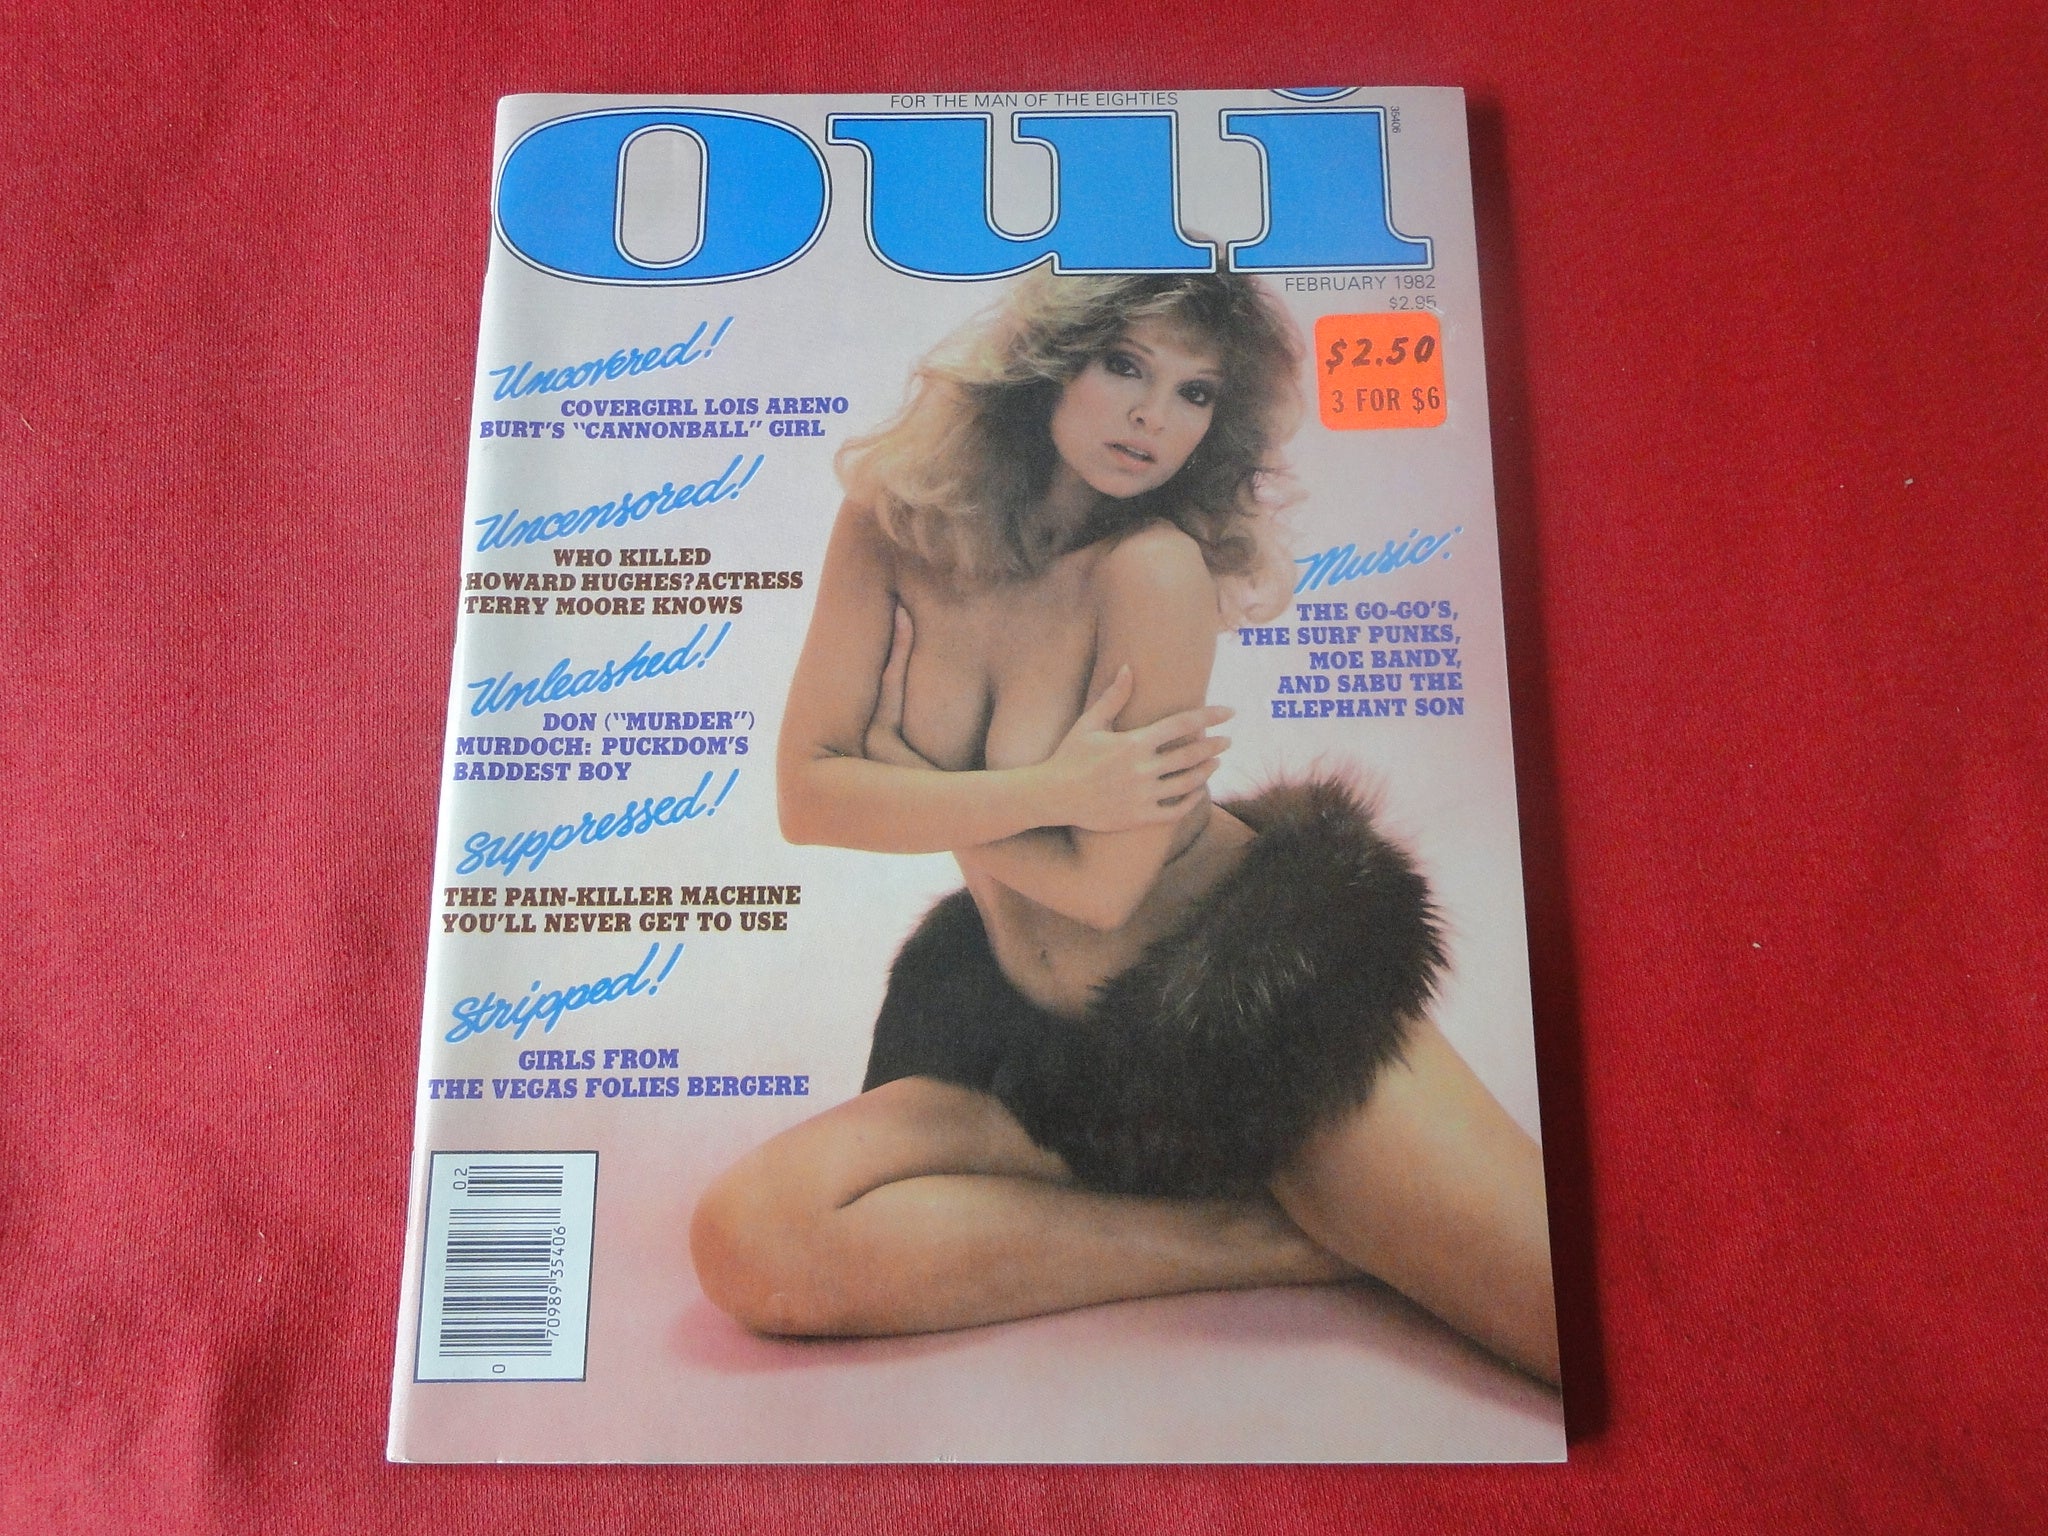 FOR THE MAN OF THE EIGHTIES
oui
35406
FEBRUARY 1982
$2.95
$2.50
3 FOR $6
Uncovered!
COVERGIRL LOIS ARENO
BURT'S "CANNONBALL" GIRL
Uncensored!
WHO KILLED
HOWARD HUGHES?ACTRESS
TERRY MOORE KNOWS
Unleashed!
DON ("MURDER")
MURDOCH: PUCKDOM'S
BADDEST BOY
Suppressed!
THE PAIN-KILLER MACHINE
YOU'LL NEVER GET TO USE
Stripped!
GIRLS FROM
THE VEGAS FOLIES BERGERE
Music:
THE GO-GO'S,
THE SURF PUNKS,
MOE BANDY,
AND SABU THE
ELEPHANT SON
02
0 70989 35406